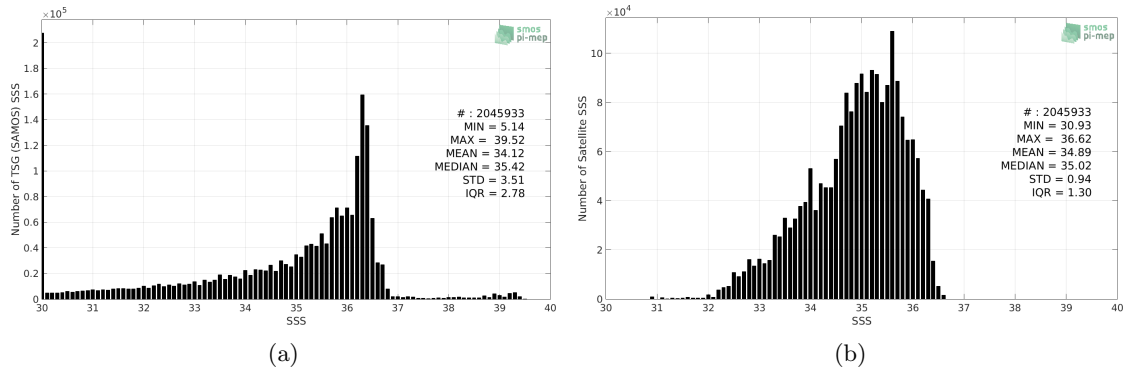 ×10⁵
smos
pi-mep
Number of TSG (SAMOS) SSS
2
1.8
1.6
1.4
1.2
1
0.8
0.6
0.4
0.2
0
# : 2045933
MIN = 5.14
MAX = 39.52
MEAN = 34.12
MEDIAN = 35.42
STD = 3.51
IQR = 2.78
30 31 32 33 34 35 36 37 38 39 40
SSS
(a)
×10⁴
smos
pi-mep
Number of Satellite SSS
10
8
6
4
2
0
# : 2045933
MIN = 30.93
MAX = 36.62
MEAN = 34.89
MEDIAN = 35.02
STD = 0.94
IQR = 1.30
30 31 32 33 34 35 36 37 38 39 40
SSS
(b)